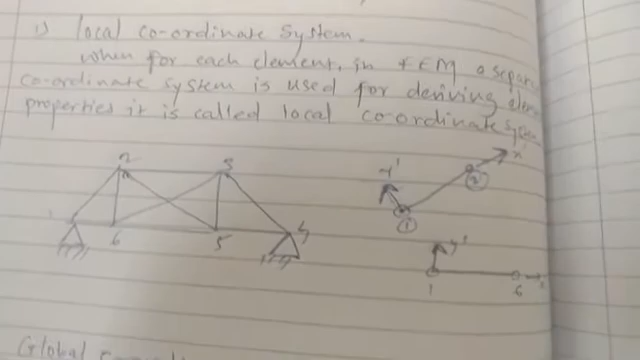 1) local co-ordinate system.
when for each element, in FEM a separ
co-ordinate system is used for deriving elem
properties it is called local co-ordinate system
2 3
6 5 4
y' x'
1 2
y'
1 6
Global